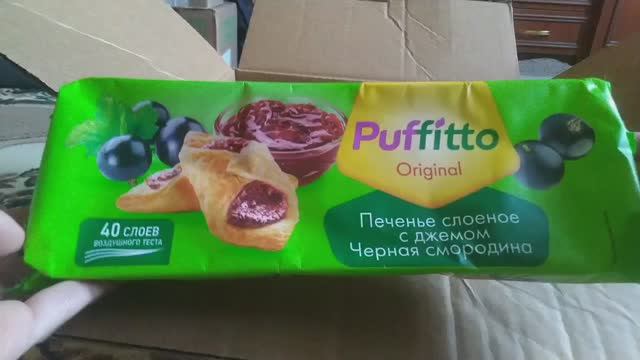 Puffitto
Original
Печенье слоеное
с джемом
Черная смородина
40 СЛОЕВ
ВОЗДУШНОГО ТЕСТА